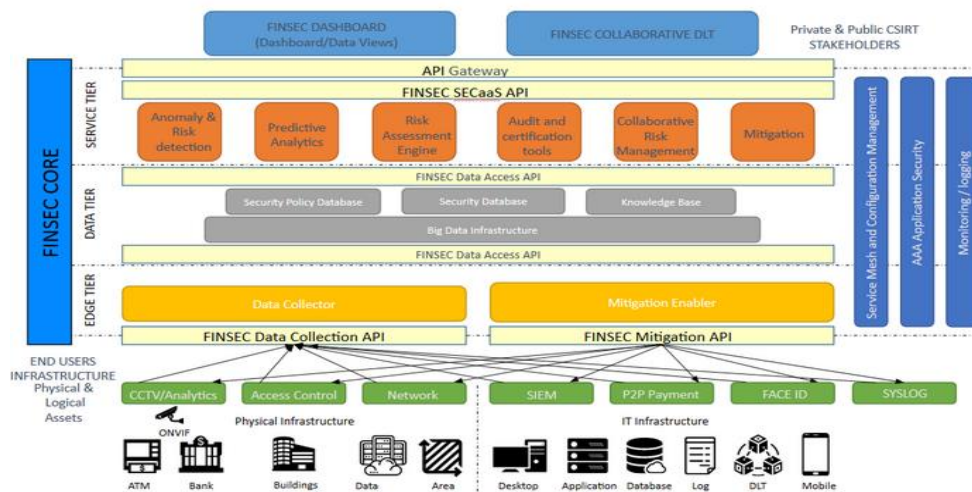 FINSEC DASHBOARD
(Dashboard/Data Views)
FINSEC COLLABORATIVE DLT
Private & Public CSIRT
STAKEHOLDERS
API Gateway
FINSEC SECaaS API
FINSEC CORE
SERVICE TIER
Anomaly &
Risk
detection
Predictive
Analytics
Risk
Assessment
Engine
Audit and
certification
tools
Collaborative
Risk
Management
Mitigation
FINSEC Data Access API
DATA TIER
Security Policy Database
Security Database
Knowledge Base
Big Data Infrastructure
FINSEC Data Access API
EDGE TIER
Data Collector
Mitigation Enabler
FINSEC Data Collection API
FINSEC Mitigation API
Service Mesh and Configuration Management
AAA Application Security
Monitoring / logging
END USERS
INFRASTRUCTURE
Physical &
Logical
Assets
CCTV/Analytics
Access Control
Network
SIEM
P2P Payment
FACE ID
SYSLOG
ONVIF
Physical Infrastructure
IT Infrastructure
ATM
Bank
Buildings
Data
Area
Desktop
Application
Database
Log
DLT
Mobile